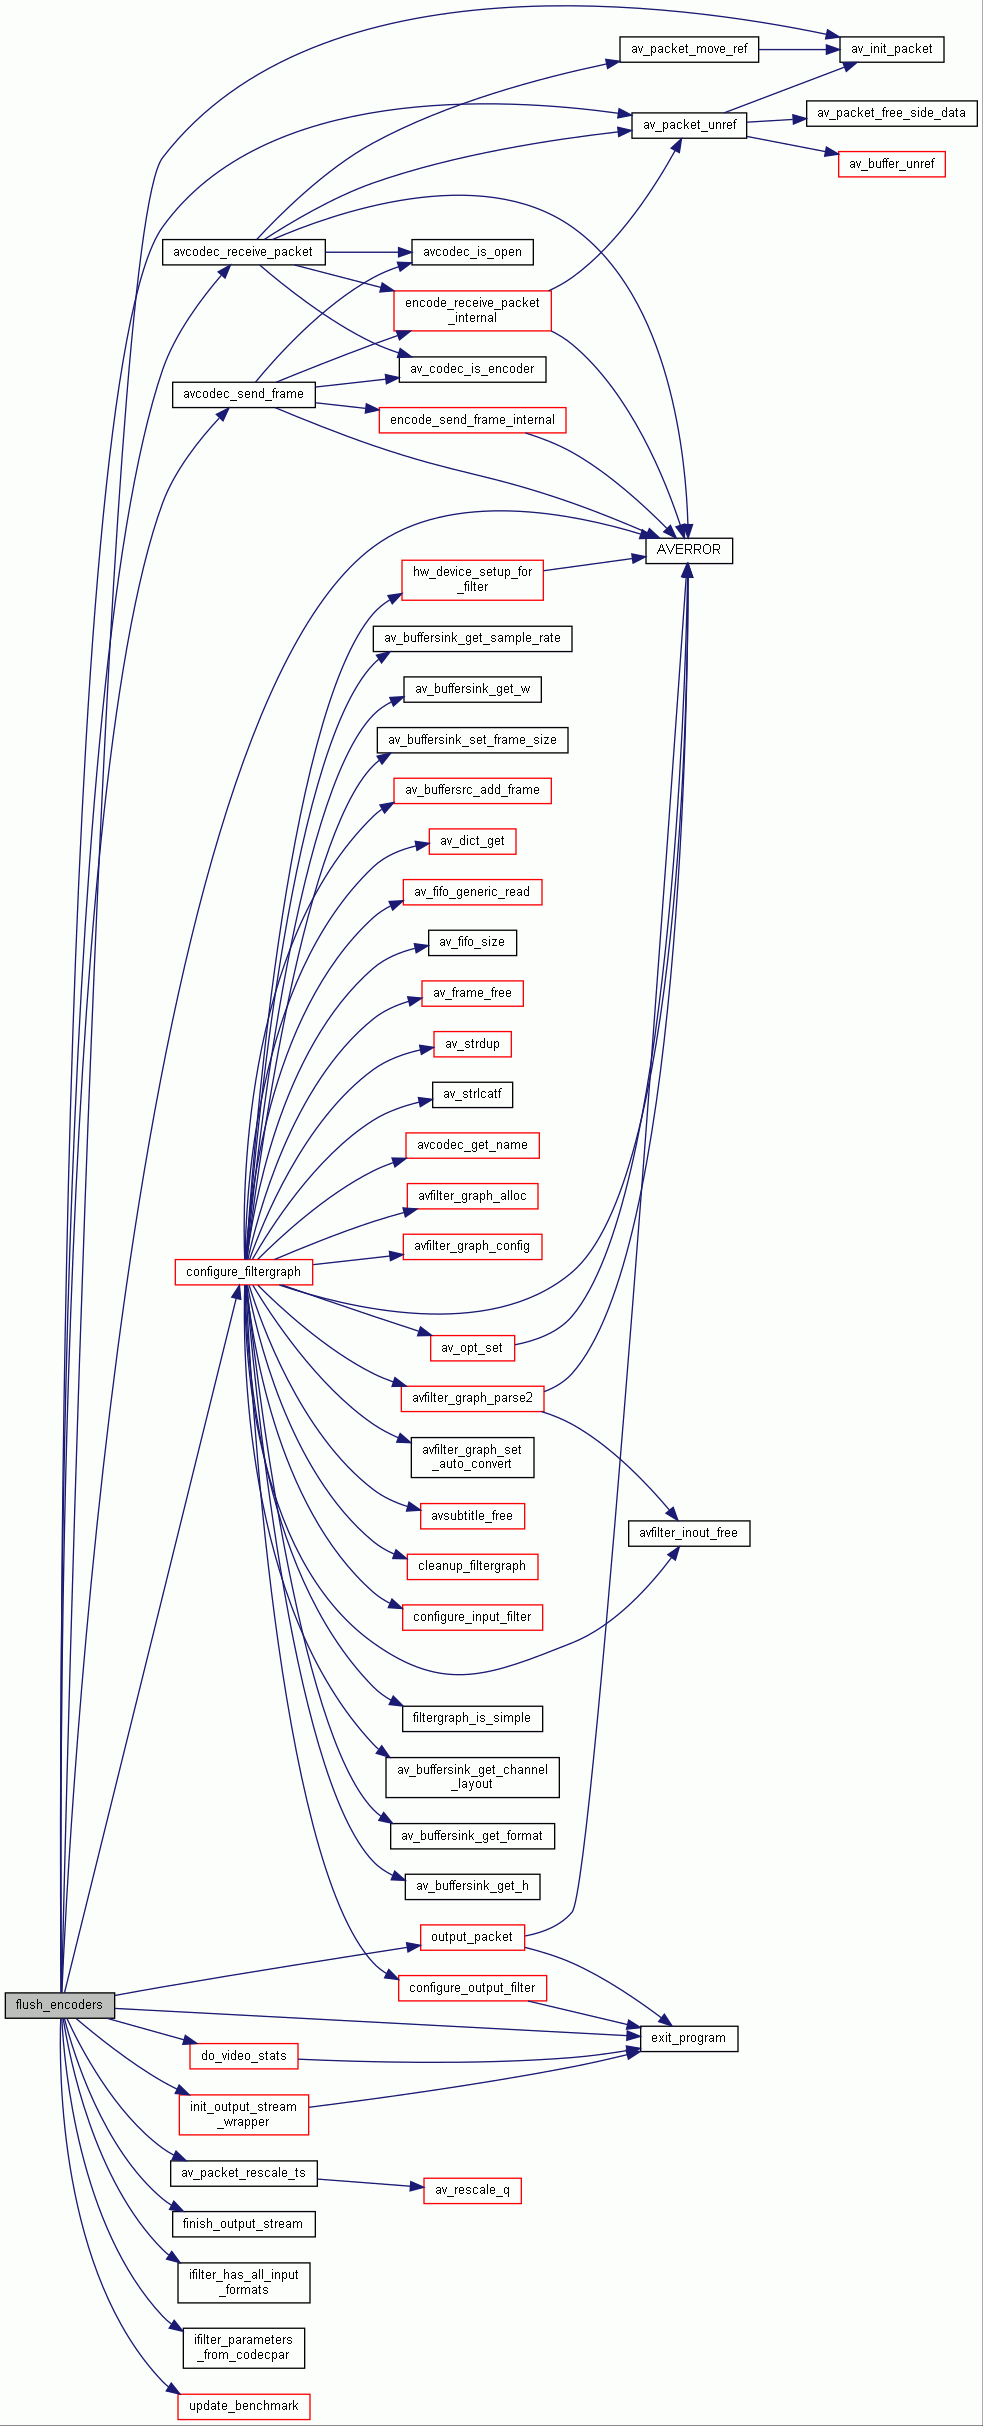 av_packet_move_ref
av_init_packet
av_packet_free_side_data
av_packet_unref
av_buffer_unref
avcodec_receive_packet
avcodec_is_open
encode_receive_packet
_internal
av_codec_is_encoder
avcodec_send_frame
encode_send_frame_internal
AVERROR
hw_device_setup_for
_filter
av_buffersink_get_sample_rate
av_buffersink_get_w
av_buffersink_set_frame_size
av_buffersrc_add_frame
av_dict_get
av_fifo_generic_read
av_fifo_size
av_frame_free
av_strdup
av_strlcatf
avcodec_get_name
avfilter_graph_alloc
avfilter_graph_config
configure_filtergraph
av_opt_set
avfilter_graph_parse2
avfilter_graph_set
_auto_convert
avsubtitle_free
avfilter_inout_free
cleanup_filtergraph
configure_input_filter
filtergraph_is_simple
av_buffersink_get_channel
_layout
av_buffersink_get_format
av_buffersink_get_h
output_packet
configure_output_filter
flush_encoders
exit_program
do_video_stats
init_output_stream
_wrapper
av_packet_rescale_ts
av_rescale_q
finish_output_stream
ifilter_has_all_input
_formats
ifilter_parameters
_from_codecpar
update_benchmark